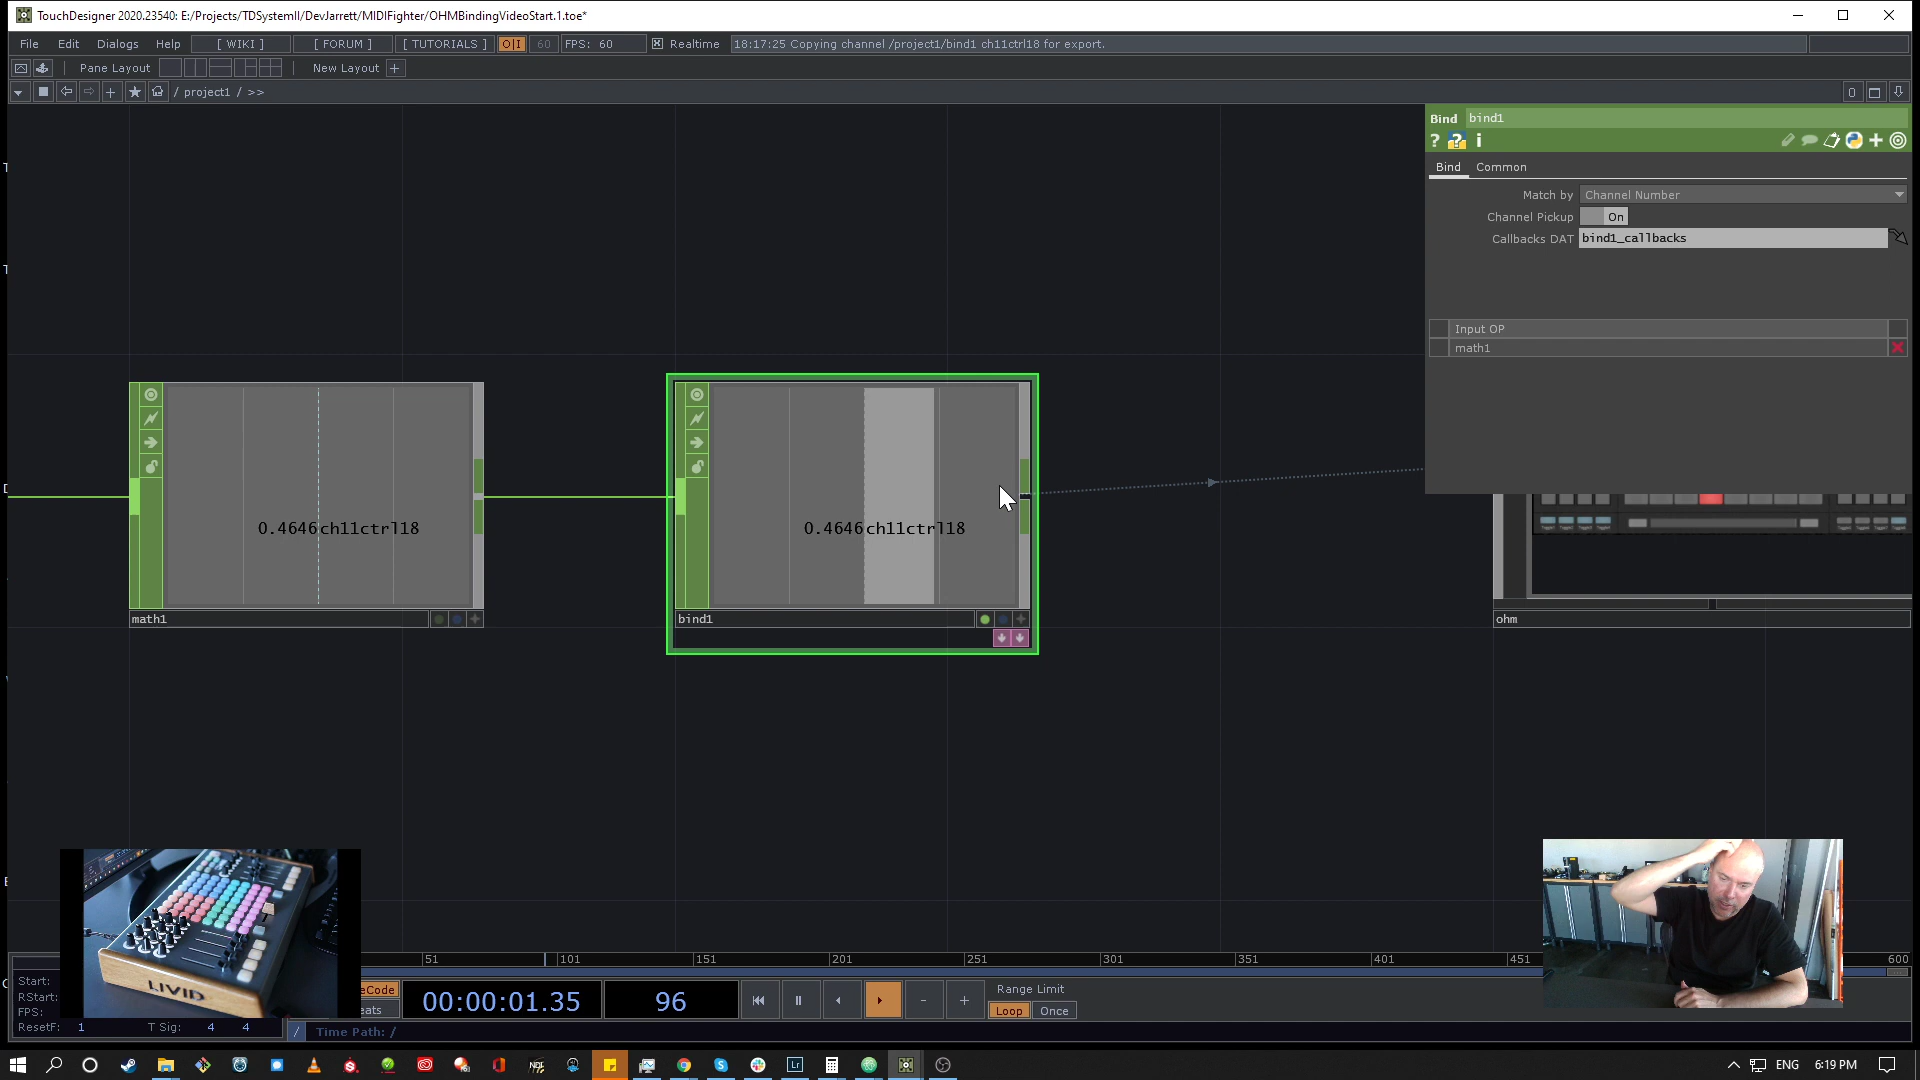 TouchDesigner 2020.23540: E:/Projects/TDSystemII/DevJarrett/MIDIFighter/OHMBindingVideoStart.1.toe*
File Edit Dialogs Help [ WIKI ] [ FORUM ] [ TUTORIALS ] O|I 60 FPS: 60 Realtime 18:17:25 Copying channel /project1/bind1 ch11ctrl18 for export.
Pane Layout New Layout +
/ project1 / >> 0
Bind bind1
? ? i
Bind Common
Match by Channel Number
Channel Pickup On
Callbacks DAT bind1_callbacks
Input OP
math1
0.4646 ch11ctrl18
0.4646 ch11ctrl18
math1
bind1
ohm
LIVID
51 101 151 201 251 301 351 401 451 600
Start:
RStart:
FPS:
ResetF: 1 T Sig: 4 4
eCode
eats
00:00:01.35 96
Range Limit
Loop Once
/ Time Path: /
Lr
ENG 6:19 PM